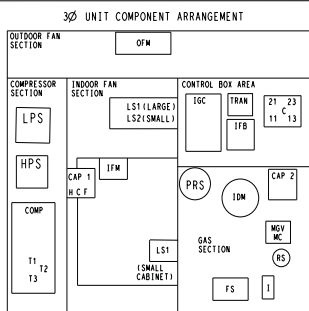 3Ø UNIT COMPONENT ARRANGEMENT
OUTDOOR FAN
SECTION
OFM
COMPRESSOR
SECTION
LPS
HPS
COMP
T1
T2
T3
INDOOR FAN
SECTION
LS1(LARGE)
LS2(SMALL)
CAP 1
H C F
IFM
LS1
(SMALL
CABINET)
CONTROL BOX AREA
IGC
TRAN
IFB
21 23
C
11 13
PRS
IDM
CAP 2
GAS
SECTION
MGV
MC
RS
FS
I